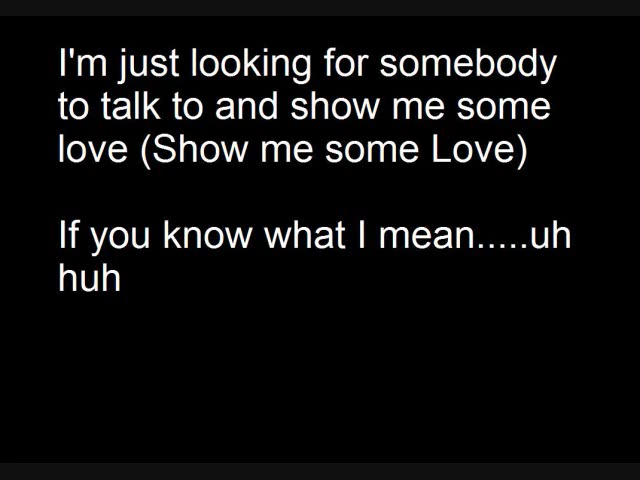 I'm just looking for somebody
to talk to and show me some
love (Show me some Love)
If you know what I mean.....uh
huh